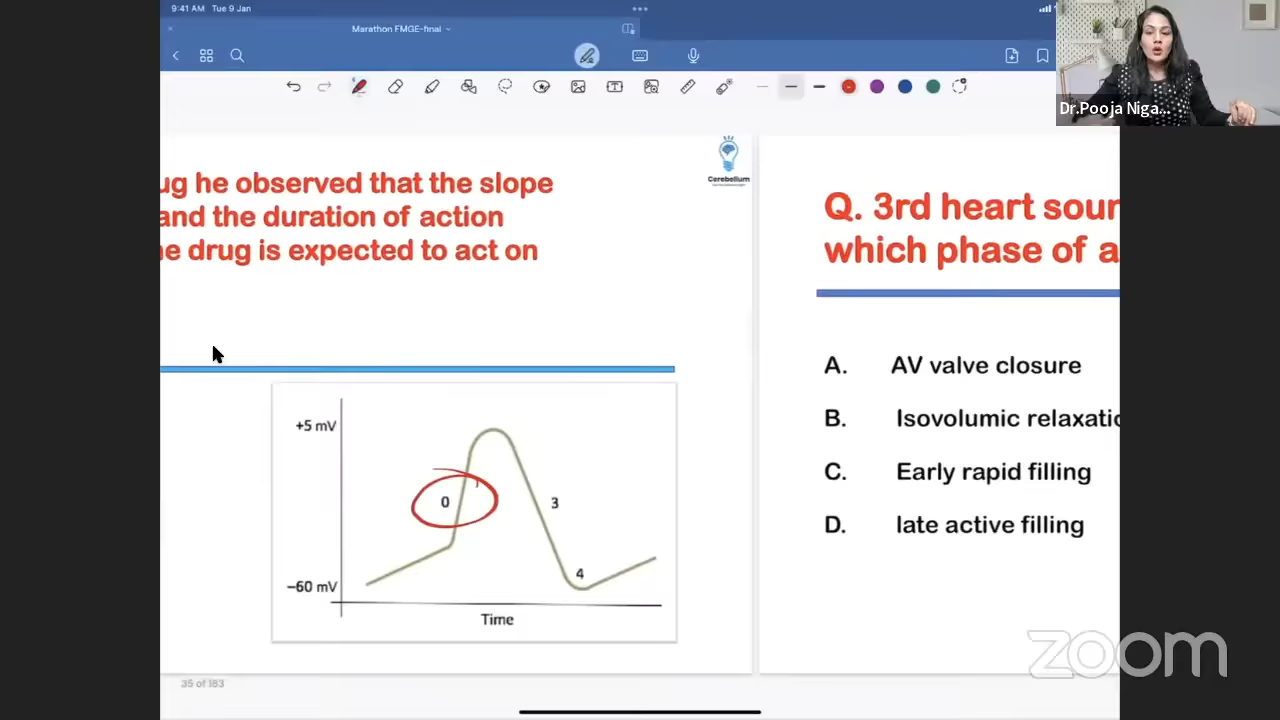 9:41 AM Tue 9 Jan
Marathon FMGE-final
Dr.Pooja Niga...
Cerebellum
ug he observed that the slope
and the duration of action
e drug is expected to act on
+5 mV
0
3
4
−60 mV
Time
35 of 183
Q. 3rd heart soun
which phase of a
A. AV valve closure
B. Isovolumic relaxatio
C. Early rapid filling
D. late active filling
zoom